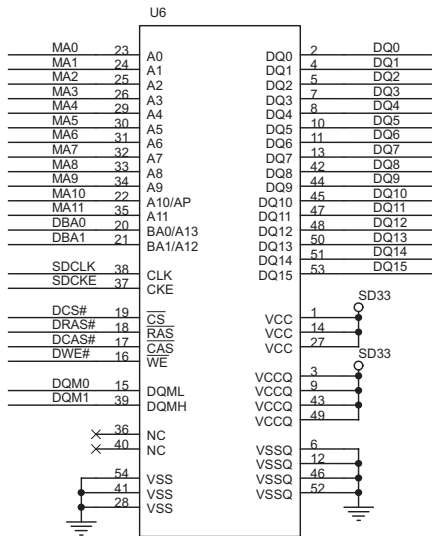 U6
MA0 23 A0 DQ0 2 DQ0
MA1 24 A1 DQ1 4 DQ1
MA2 25 A2 DQ2 5 DQ2
MA3 26 A3 DQ3 7 DQ3
MA4 29 A4 DQ4 8 DQ4
MA5 30 A5 DQ5 10 DQ5
MA6 31 A6 DQ6 11 DQ6
MA7 32 A7 DQ7 13 DQ7
MA8 33 A8 DQ8 42 DQ8
MA9 34 A9 DQ9 44 DQ9
MA10 22 A10/AP DQ10 45 DQ10
MA11 35 A11 DQ11 47 DQ11
DBA0 20 BA0/A13 DQ12 48 DQ12
DBA1 21 BA1/A12 DQ13 50 DQ13
DQ14 51 DQ14
SDCLK 38 CLK DQ15 53 DQ15
SDCKE 37 CKE
SD33
DCS# 19 CS VCC 1
DRAS# 18 RAS VCC 14
DCAS# 17 CAS VCC 27
DWE# 16 WE
SD33
VCCQ 3
DQM0 15 DQML VCCQ 9
DQM1 39 DQMH VCCQ 43
VCCQ 49
36 NC
40 NC VSSQ 6
VSSQ 12
54 VSS VSSQ 46
41 VSS VSSQ 52
28 VSS